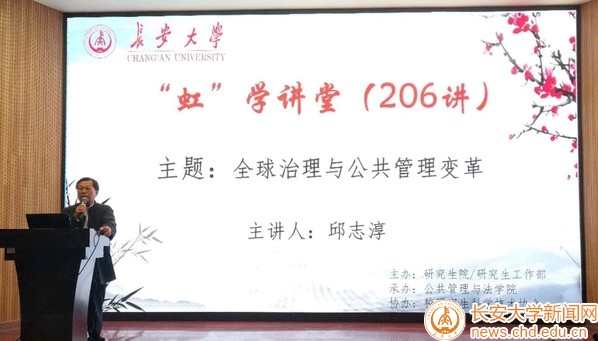 長安大學
CHANG'AN UNIVERSITY
“虹”学讲堂（206讲）
主题：全球治理与公共管理变革
主讲人：邱志淳
主办：研究生院/研究生工作部
承办：公共管理与法学院
协办：
长安大学新闻网
news.chd.edu.cn